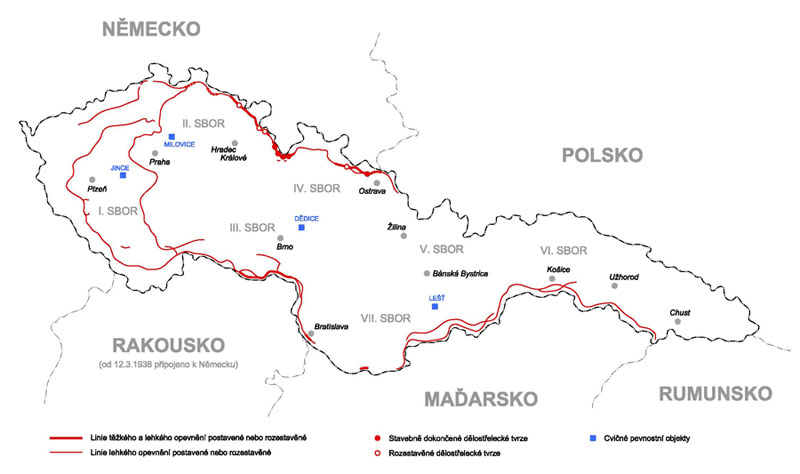 NĚMECKO
II. SBOR
MILOVICE
Praha
Hradec
Králové
POLSKO
JINCE
Plzeň
I. SBOR
IV. SBOR
Ostrava
DĚDICE
III. SBOR
Brno
Žilina
V. SBOR
VI. SBOR
Bánská Bystrica
Košice
Užhorod
LEŠŤ
VII. SBOR
Chust
Bratislava
RAKOUSKO
(od 12.3.1938 připojeno k Německu)
MAĎARSKO
RUMUNSKO
Linie těžkého a lehkého opevnění postavené nebo rozestavěné
Linie lehkého opevnění postavené nebo rozestavěné
Stavebně dokončené dělostřelecké tvrze
Rozestavěné dělostřelecké tvrze
Cvičné pevnostní objekty